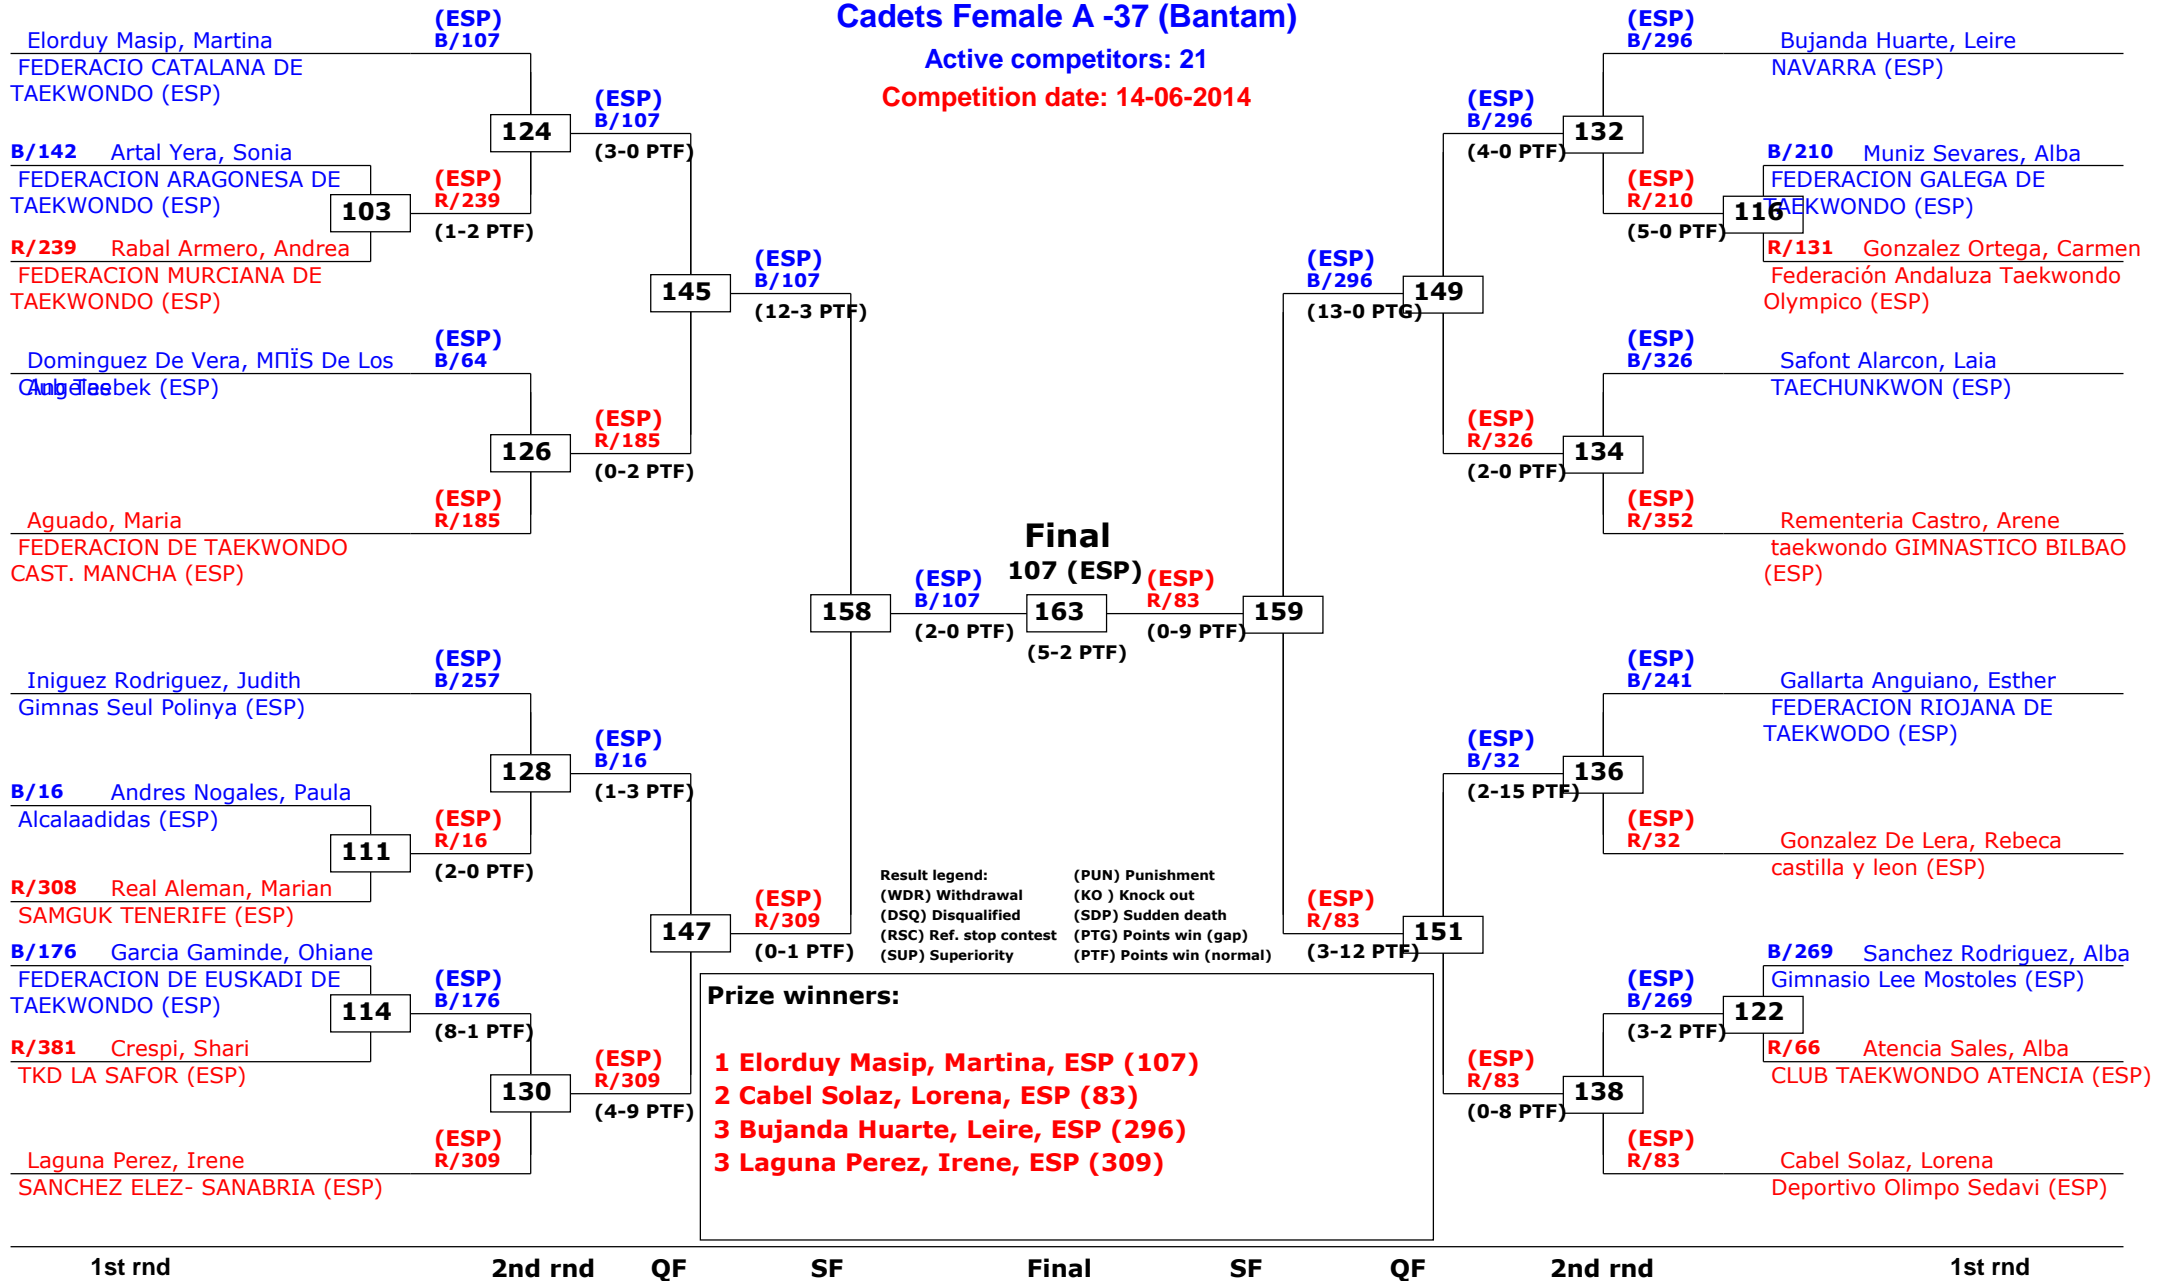 Cadets Female A -37 (Bantam)
Active competitors: 21
Competition date: 14-06-2014
Elorduy Masip, Martina
(ESP)
B/107
FEDERACIO CATALANA DE
TAEKWONDO (ESP)
124
(ESP)
B/107
(3-0 PTF)
B/142 Artal Yera, Sonia
FEDERACION ARAGONESA DE
TAEKWONDO (ESP)
103
(ESP)
R/239
(1-2 PTF)
R/239 Rabal Armero, Andrea
FEDERACION MURCIANA DE
TAEKWONDO (ESP)
145
(ESP)
B/107
(12-3 PTF)
Dominguez De Vera, MПÏS De Los
Angeles
Club Taebek (ESP)
(ESP)
B/64
126
(ESP)
R/185
(0-2 PTF)
Aguado, Maria
(ESP)
R/185
FEDERACION DE TAEKWONDO
CAST. MANCHA (ESP)
158
(ESP)
B/107
(2-0 PTF)
Iniguez Rodriguez, Judith
(ESP)
B/257
Gimnas Seul Polinya (ESP)
128
(ESP)
B/16
(1-3 PTF)
B/16 Andres Nogales, Paula
Alcalaadidas (ESP)
111
(ESP)
R/16
(2-0 PTF)
R/308 Real Aleman, Marian
SAMGUK TENERIFE (ESP)
147
(ESP)
R/309
(0-1 PTF)
B/176 Garcia Gaminde, Ohiane
FEDERACION DE EUSKADI DE
TAEKWONDO (ESP)
114
(ESP)
B/176
(8-1 PTF)
R/381 Crespi, Shari
TKD LA SAFOR (ESP)
130
(ESP)
R/309
(4-9 PTF)
Laguna Perez, Irene
(ESP)
R/309
SANCHEZ ELEZ- SANABRIA (ESP)
Final
107 (ESP)
163
(5-2 PTF)
(ESP)
R/83
(0-9 PTF)
159
(ESP)
B/296
Bujanda Huarte, Leire
NAVARRA (ESP)
(ESP)
B/296
(4-0 PTF)
132
B/210 Muniz Sevares, Alba
FEDERACION GALEGA DE
TAEKWONDO (ESP)
(ESP)
R/210
(5-0 PTF)
116
R/131 Gonzalez Ortega, Carmen
Federación Andaluza Taekwondo
Olympico (ESP)
(ESP)
B/296
(13-0 PTG)
149
(ESP)
B/326
Safont Alarcon, Laia
TAECHUNKWON (ESP)
(ESP)
R/326
(2-0 PTF)
134
(ESP)
R/352
Rementeria Castro, Arene
taekwondo GIMNASTICO BILBAO
(ESP)
(ESP)
B/241
Gallarta Anguiano, Esther
FEDERACION RIOJANA DE
TAEKWODO (ESP)
(ESP)
B/32
(2-15 PTF)
136
(ESP)
R/32
Gonzalez De Lera, Rebeca
castilla y leon (ESP)
(ESP)
R/83
(3-12 PTF)
151
B/269 Sanchez Rodriguez, Alba
Gimnasio Lee Mostoles (ESP)
(ESP)
B/269
(3-2 PTF)
122
R/66 Atencia Sales, Alba
CLUB TAEKWONDO ATENCIA (ESP)
(ESP)
R/83
(0-8 PTF)
138
(ESP)
R/83
Cabel Solaz, Lorena
Deportivo Olimpo Sedavi (ESP)
Result legend: (PUN) Punishment
(WDR) Withdrawal (KO ) Knock out
(DSQ) Disqualified (SDP) Sudden death
(RSC) Ref. stop contest (PTG) Points win (gap)
(SUP) Superiority (PTF) Points win (normal)
Prize winners:
1 Elorduy Masip, Martina, ESP (107)
2 Cabel Solaz, Lorena, ESP (83)
3 Bujanda Huarte, Leire, ESP (296)
3 Laguna Perez, Irene, ESP (309)
1st rnd 2nd rnd QF SF Final SF QF 2nd rnd 1st rnd